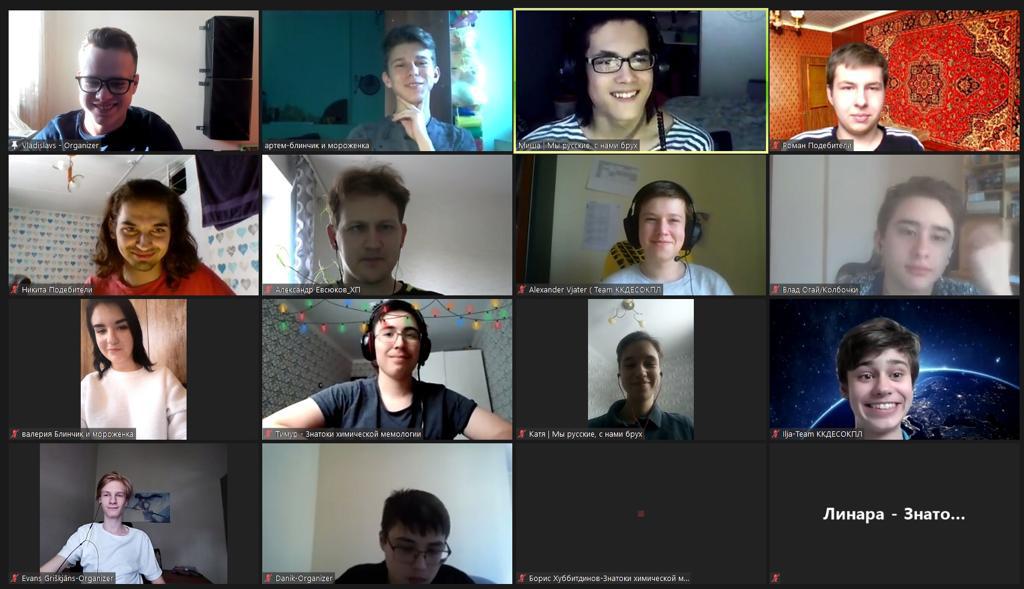 Vladislavs - Organizer
артем-блинчик и мороженка
Миша | Мы русские, с нами брух
Роман Подебители
Никита Подебители
Александр Евсюков_ХП
Alexander Vjater ( Team ККДЕСОКПЛ
Влад Огай/Колбочки
валерия Блинчик и мороженка
Тимур - Знатоки химической мемологии
Катя | Мы русские, с нами брух
Ilja-Team ККДЕСОКПЛ
Evans Griškjāns-Organizer
Danik-Organizer
Борис Хуббитдинов-Знатоки химической м...
Линара - Знато...